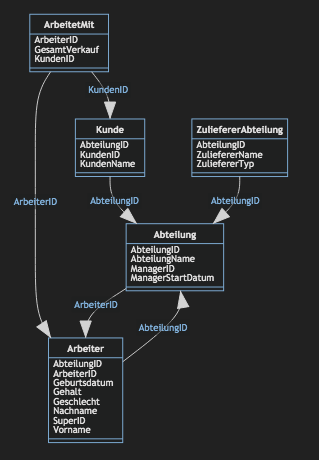 ArbeitetMit
ArbeiterID
GesamtVerkauf
KundenID
KundenID
Kunde
AbteilungID
KundenID
KundenName
ZuliefererAbteilung
AbteilungID
ZuliefererName
ZuliefererTyp
ArbeiterID
AbteilungID
AbteilungID
Abteilung
AbteilungID
AbteilungName
ManagerID
ManagerStartDatum
ArbeiterID
AbteilungID
Arbeiter
AbteilungID
ArbeiterID
Geburtsdatum
Gehalt
Geschlecht
Nachname
SuperID
Vorname